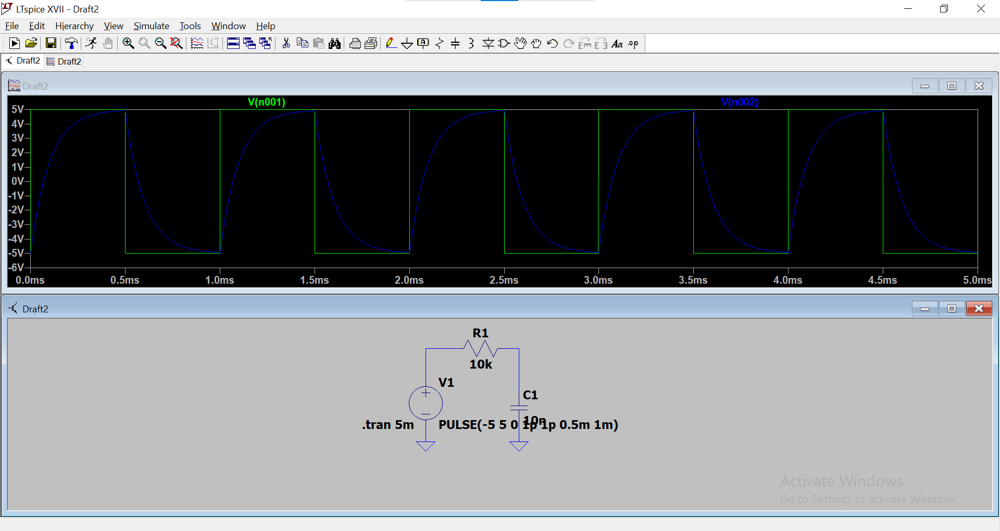 LTspice XVII - Draft2
File Edit Hierarchy View Simulate Tools Window Help
Aa .op
Draft2 Draft2
Draft2
V(n001) V(n002)
5V
4V
3V
2V
1V
0V
-1V
-2V
-3V
-4V
-5V
-6V
0.0ms 0.5ms 1.0ms 1.5ms 2.0ms 2.5ms 3.0ms 3.5ms 4.0ms 4.5ms 5.0ms
Draft2
R1
10k
V1
C1
10n
.tran 5m PULSE(-5 5 0 1p 1p 0.5m 1m)
Activate Windows
Go to Settings to activate Windows.